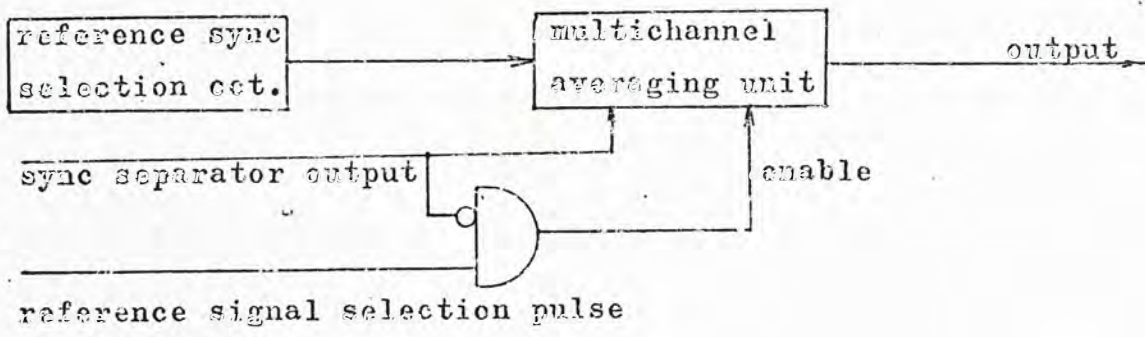 reference sync
selection cct.
multichannel
averaging unit
output
sync separator output
enable
reference signal selection pulse